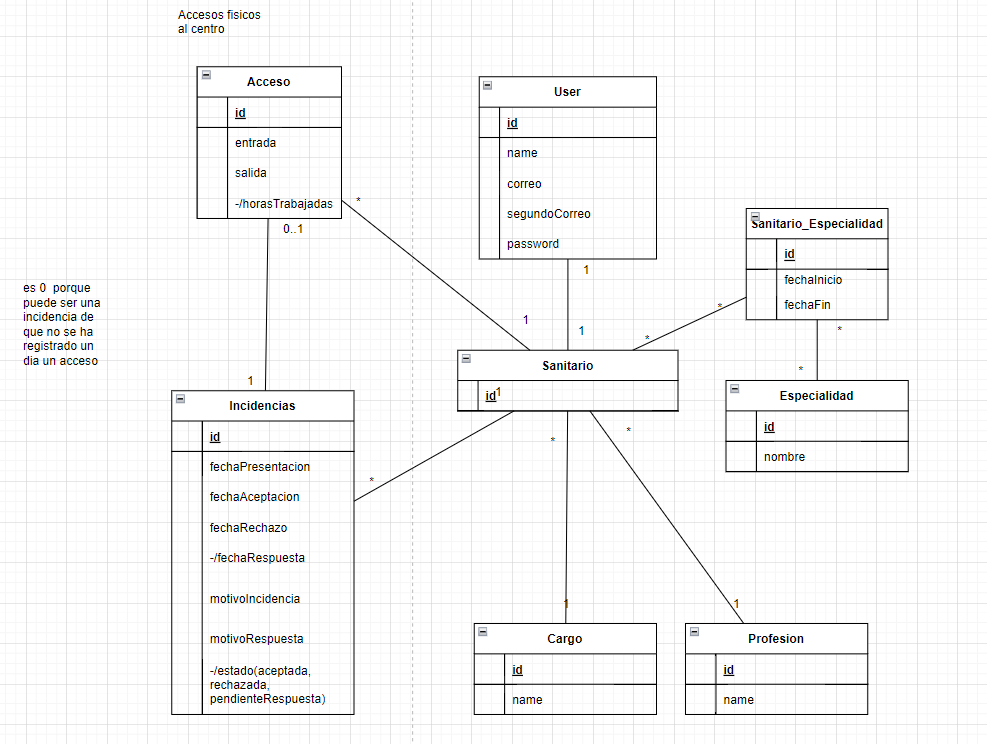 Accesos fisicos
al centro
Acceso
id
entrada
salida
-/horasTrabajadas
*
0..1
User
id
name
correo
segundoCorreo
password
1
Sanitario_Especialidad
id
fechaInicio
fechaFin
*
*
es 0 porque
puede ser una
incidencia de
que no se ha
registrado un
dia un acceso
1
1
*
Sanitario
id
1
*
Especialidad
id
nombre
1
Incidencias
id
fechaPresentacion
fechaAceptacion
fechaRechazo
-/fechaRespuesta
motivoIncidencia
motivoRespuesta
-/estado(aceptada,
rechazada,
pendienteRespuesta)
*
*
*
1
1
Cargo
id
name
Profesion
id
name